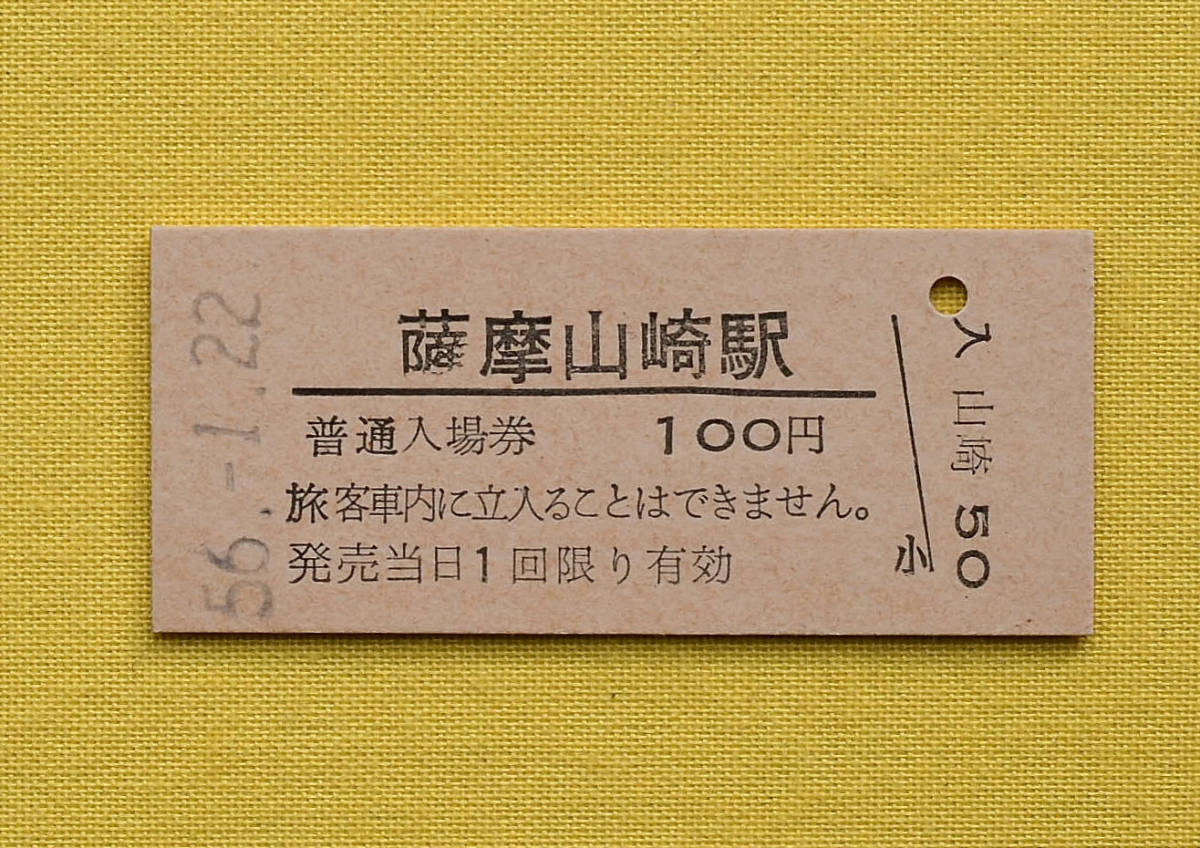 56.-1.22
薩摩山崎駅
普通入場券 100円
旅客車内に立入ることはできません。
発売当日1回限り有効
入 山崎 50